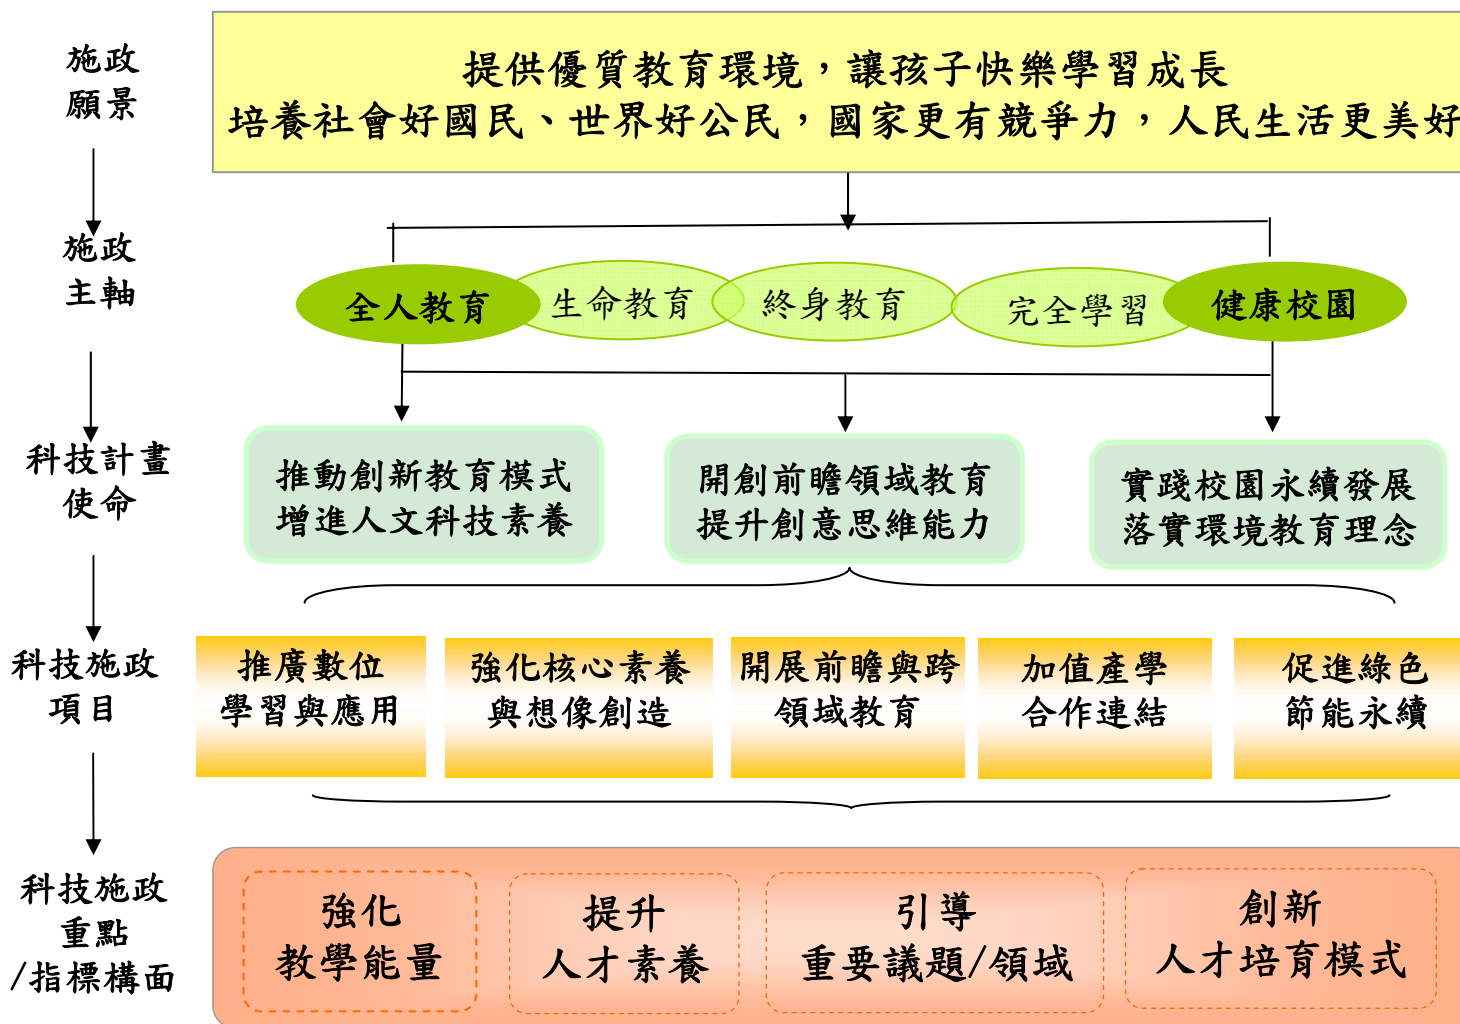 施政
願景
提供優質教育環境，讓孩子快樂學習成長
培養社會好國民、世界好公民，國家更有競爭力，人民生活更美好
施政
主軸
全人教育
生命教育
終身教育
完全學習
健康校園
科技計畫
使命
推動創新教育模式
增進人文科技素養
開創前瞻領域教育
提升創意思維能力
實踐校園永續發展
落實環境教育理念
科技施政
項目
推廣數位
學習與應用
強化核心素養
與想像創造
開展前瞻與跨
領域教育
加值產學
合作連結
促進綠色
節能永續
科技施政
重點
/指標構面
強化
教學能量
提升
人才素養
引導
重要議題/領域
創新
人才培育模式